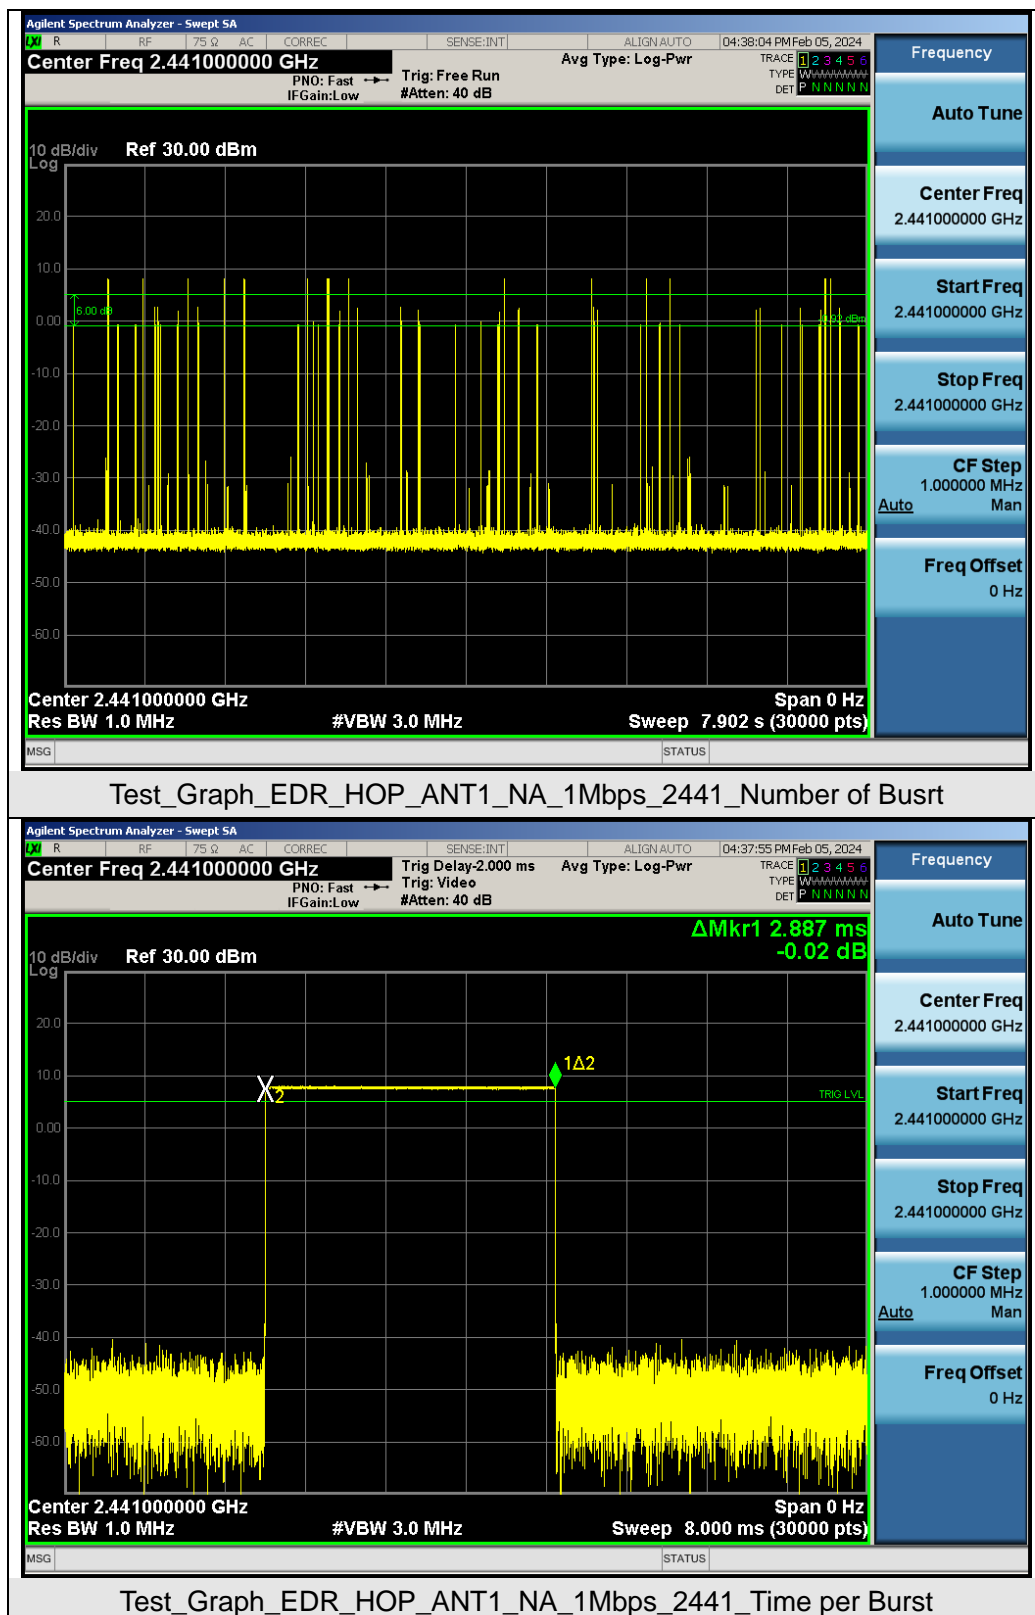 Agilent Spectrum Analyzer - Swept SA
LXI R RF 75 Ω AC CORREC SENSE:INT ALIGN AUTO 04:38:04 PM Feb 05, 2024
Center Freq 2.441000000 GHz
PNO: Fast
IFGain:Low
Trig: Free Run
#Atten: 40 dB
Avg Type: Log-Pwr
TRACE 1 2 3 4 5 6
TYPE
DET P N N N N N
Frequency
Auto Tune
Center Freq
2.441000000 GHz
Start Freq
2.441000000 GHz
Stop Freq
2.441000000 GHz
CF Step
1.000000 MHz
Auto Man
Freq Offset
0 Hz
10 dB/div Ref 30.00 dBm
Log
20.0
10.0
6.00 dB
0.00
-0.92 dBm
-10.0
-20.0
-30.0
-40.0
-50.0
-60.0
Center 2.441000000 GHz Span 0 Hz
Res BW 1.0 MHz #VBW 3.0 MHz Sweep 7.902 s (30000 pts)
MSG STATUS
Test_Graph_EDR_HOP_ANT1_NA_1Mbps_2441_Number of Busrt
Agilent Spectrum Analyzer - Swept SA
LXI R RF 75 Ω AC CORREC SENSE:INT ALIGN AUTO 04:37:55 PM Feb 05, 2024
Center Freq 2.441000000 GHz
PNO: Fast
IFGain:Low
Trig Delay-2.000 ms
Trig: Video
#Atten: 40 dB
Avg Type: Log-Pwr
TRACE 1 2 3 4 5 6
TYPE
DET P N N N N N
Frequency
Auto Tune
Center Freq
2.441000000 GHz
Start Freq
2.441000000 GHz
Stop Freq
2.441000000 GHz
CF Step
1.000000 MHz
Auto Man
Freq Offset
0 Hz
ΔMkr1 2.887 ms
-0.02 dB
10 dB/div Ref 30.00 dBm
Log
20.0
10.0
1Δ2
2
TRIG LVL
0.00
-10.0
-20.0
-30.0
-40.0
-50.0
-60.0
Center 2.441000000 GHz Span 0 Hz
Res BW 1.0 MHz #VBW 3.0 MHz Sweep 8.000 ms (30000 pts)
MSG STATUS
Test_Graph_EDR_HOP_ANT1_NA_1Mbps_2441_Time per Burst